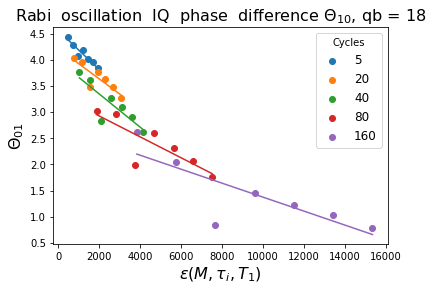 Rabi oscillation IQ phase difference Θ₁₀, qb = 18
Cycles
5
20
40
80
160
4.5
4.0
3.5
3.0
2.5
2.0
1.5
1.0
0.5
Θ₀₁
0 2000 4000 6000 8000 10000 12000 14000 16000
ε(M, τᵢ, T₁)